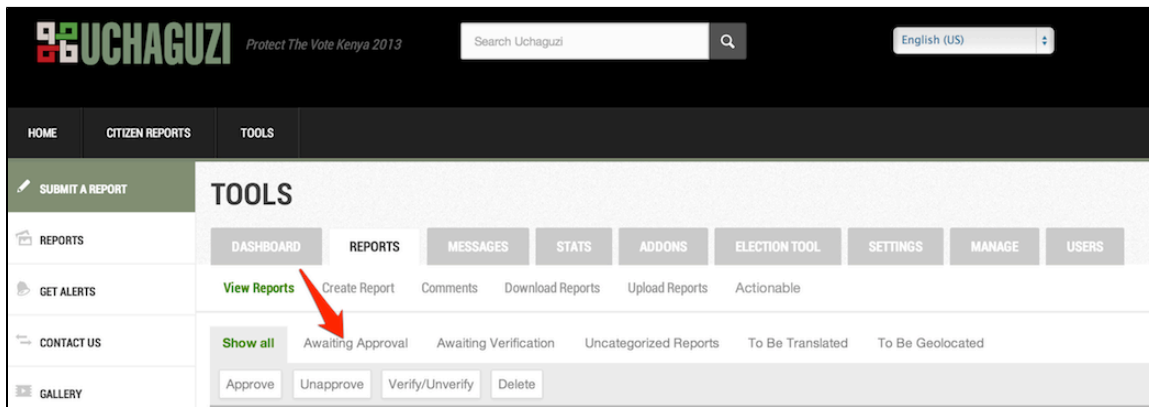 UCHAGUZI Protect The Vote Kenya 2013 Search Uchaguzi English (US)
HOME CITIZEN REPORTS TOOLS
SUBMIT A REPORT
REPORTS
GET ALERTS
CONTACT US
GALLERY
TOOLS
DASHBOARD REPORTS MESSAGES STATS ADDONS ELECTION TOOL SETTINGS MANAGE USERS
View Reports Create Report Comments Download Reports Upload Reports Actionable
Show all Awaiting Approval Awaiting Verification Uncategorized Reports To Be Translated To Be Geolocated
Approve Unapprove Verify/Unverify Delete